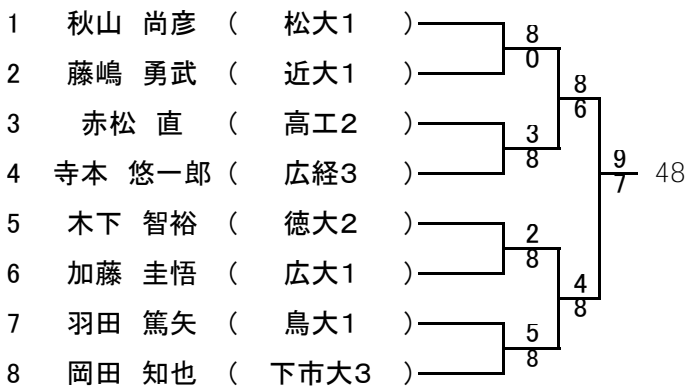 1 秋山 尚彦 ( 松大1 )
8
0
2 藤嶋 勇武 ( 近大1 )
8
6
3 赤松 直 ( 高工2 )
3
8
4 寺本 悠一郎 ( 広経3 )
9
7
48
5 木下 智裕 ( 徳大2 )
2
8
6 加藤 圭悟 ( 広大1 )
4
8
7 羽田 篤矢 ( 鳥大1 )
5
8
8 岡田 知也 ( 下市大3 )